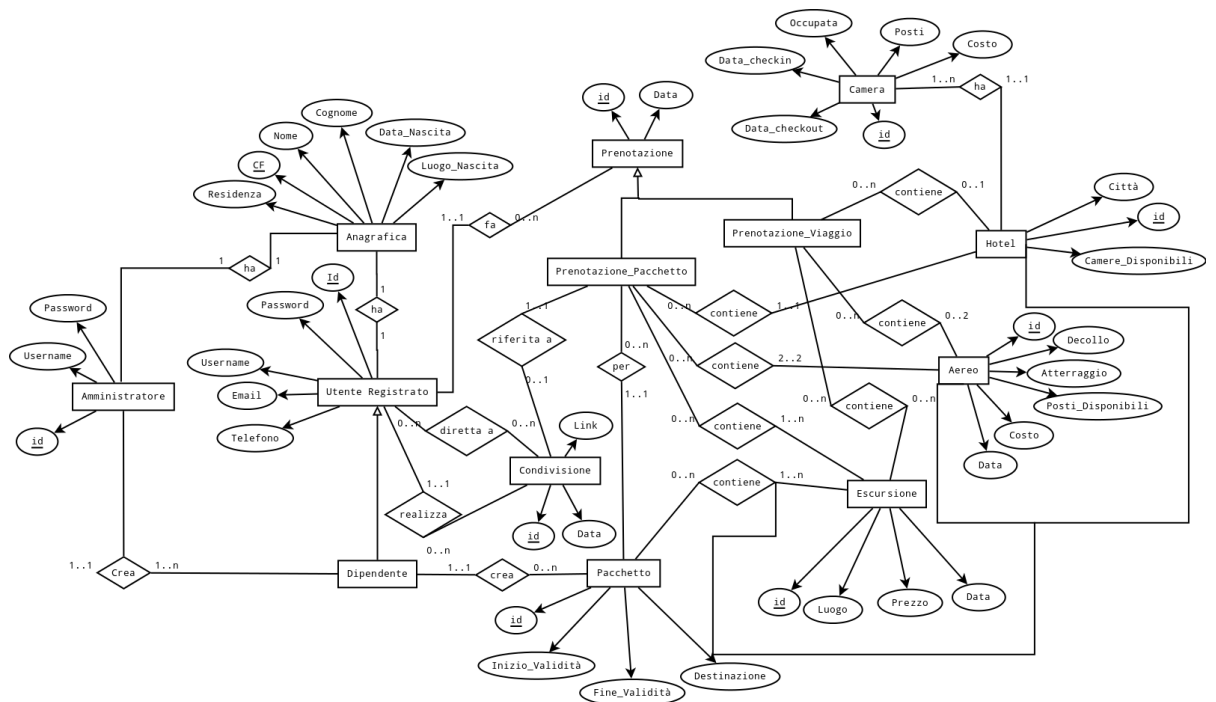 Occupata
Posti
Costo
Data_checkin
Camera
1..n
ha
1..1
Data_checkout
id
id
Data
Prenotazione
Cognome
Nome
Data_Nascita
CF
Luogo_Nascita
Residenza
Anagrafica
1..1
fa
0..n
0..n
contiene
0..1
Prenotazione_Viaggio
Città
id
Hotel
Camere_Disponibili
1
ha
1
1
ha
1
Id
Password
Password
Username
Amministratore
id
Username
Email
Utente Registrato
Telefono
Prenotazione_Pacchetto
1..1
riferita a
0..1
0..n
per
1..1
0..n
contiene
1..1
0..n
contiene
0..2
0..n
contiene
2..2
id
Decollo
Aereo
Atterraggio
Posti_Disponibili
Costo
Data
0..n
contiene
0..n
0..n
contiene
1..n
0..n
diretta a
0..n
Link
Condivisione
id
Data
1..1
realizza
0..n
0..n
contiene
1..n
Escursione
id
Luogo
Prezzo
Data
1..1
Crea
1..n
Dipendente
1..1
crea
0..n
Pacchetto
id
Inizio_Validità
Fine_Validità
Destinazione